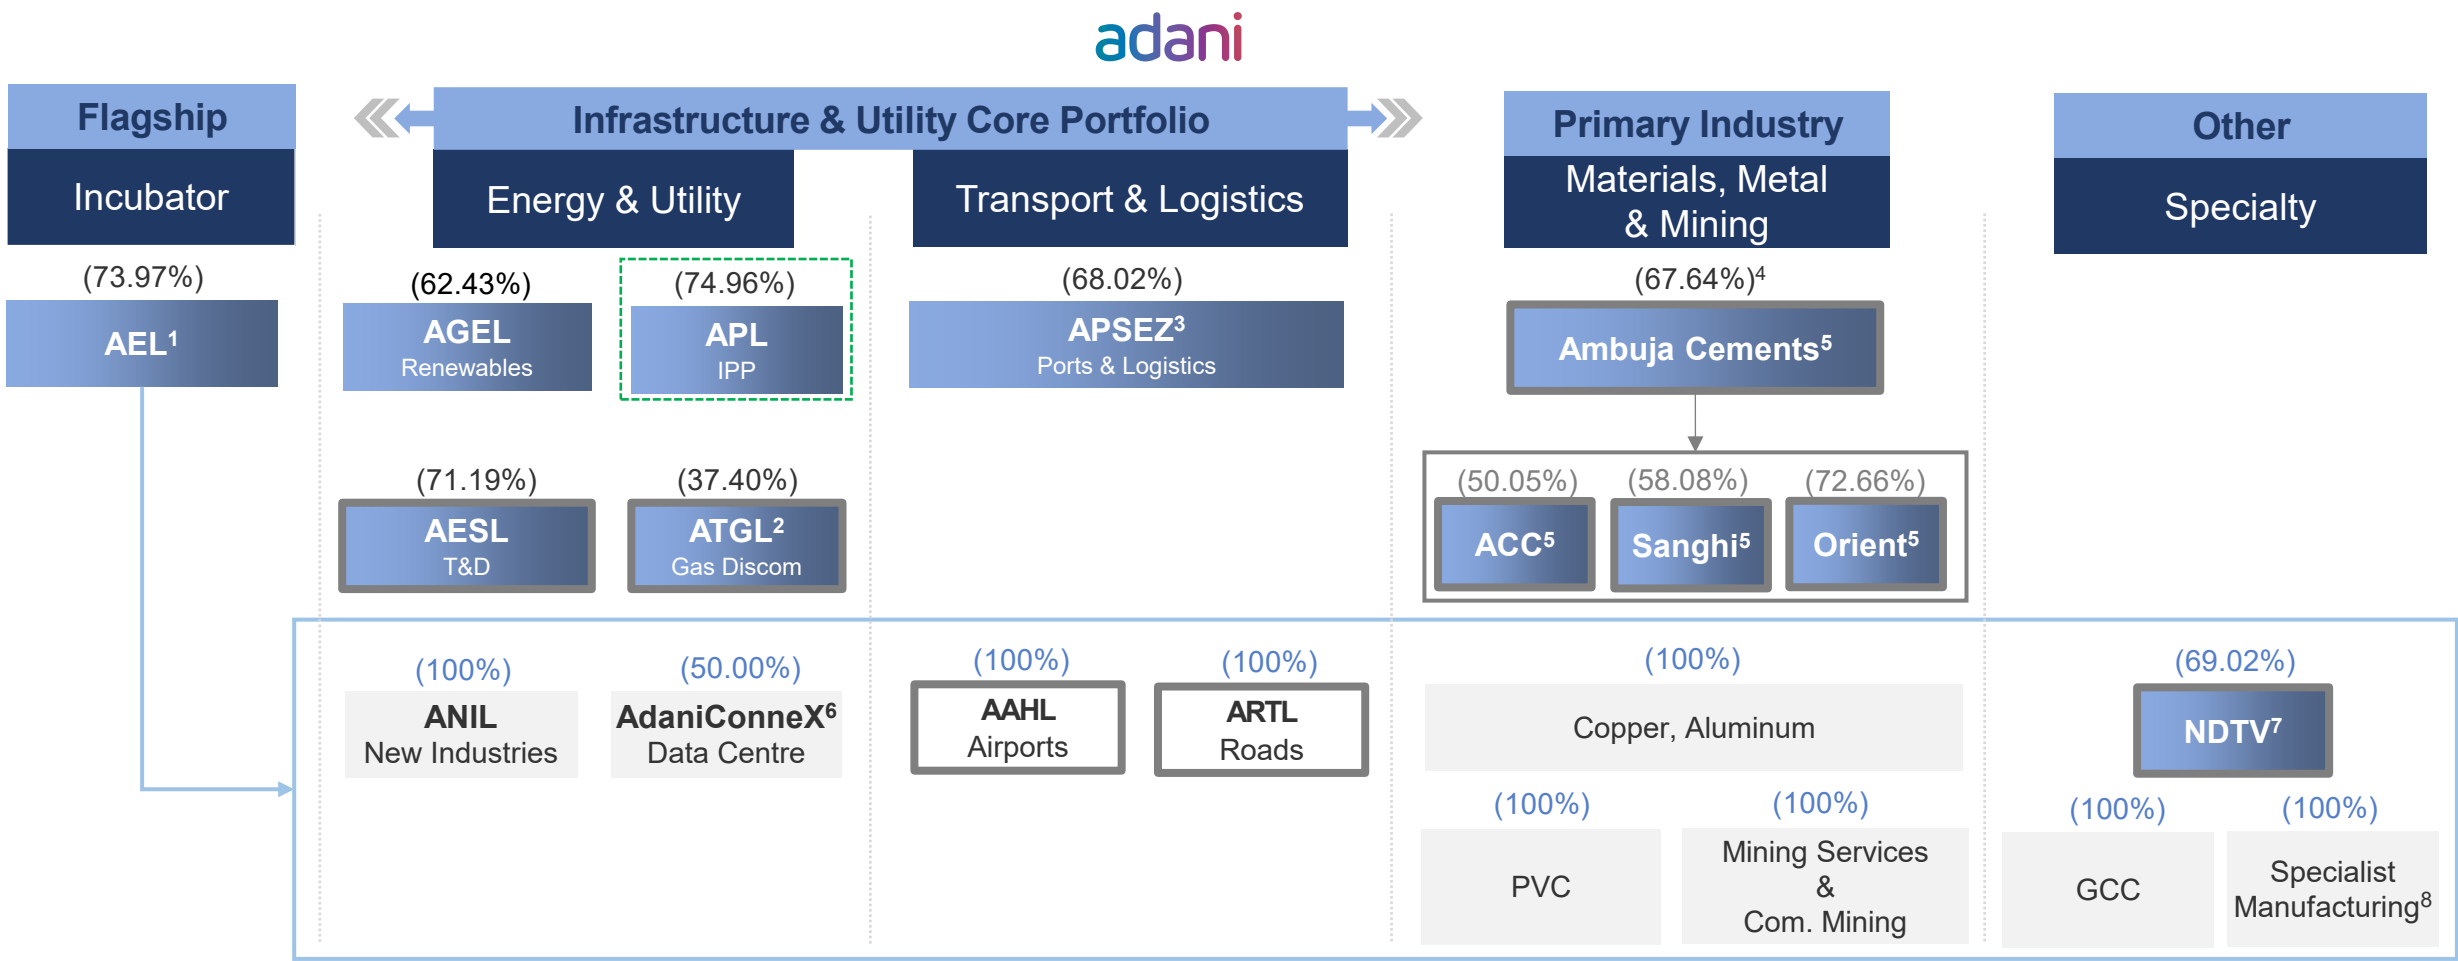 adani
Flagship
Incubator
(73.97%)
AEL¹
Infrastructure & Utility Core Portfolio
Energy & Utility
(62.43%)
AGEL
Renewables
(74.96%)
APL
IPP
(71.19%)
AESL
T&D
(37.40%)
ATGL²
Gas Discom
Transport & Logistics
(68.02%)
APSEZ³
Ports & Logistics
Primary Industry
Materials, Metal
& Mining
(67.64%)⁴
Ambuja Cements⁵
(50.05%)
ACC⁵
(58.08%)
Sanghi⁵
(72.66%)
Orient⁵
Other
Specialty
(100%)
ANIL
New Industries
(50.00%)
AdaniConneX⁶
Data Centre
(100%)
AAHL
Airports
(100%)
ARTL
Roads
(100%)
Copper, Aluminum
(100%)
PVC
(100%)
Mining Services
&
Com. Mining
(69.02%)
NDTV⁷
(100%)
GCC
(100%)
Specialist
Manufacturing⁸